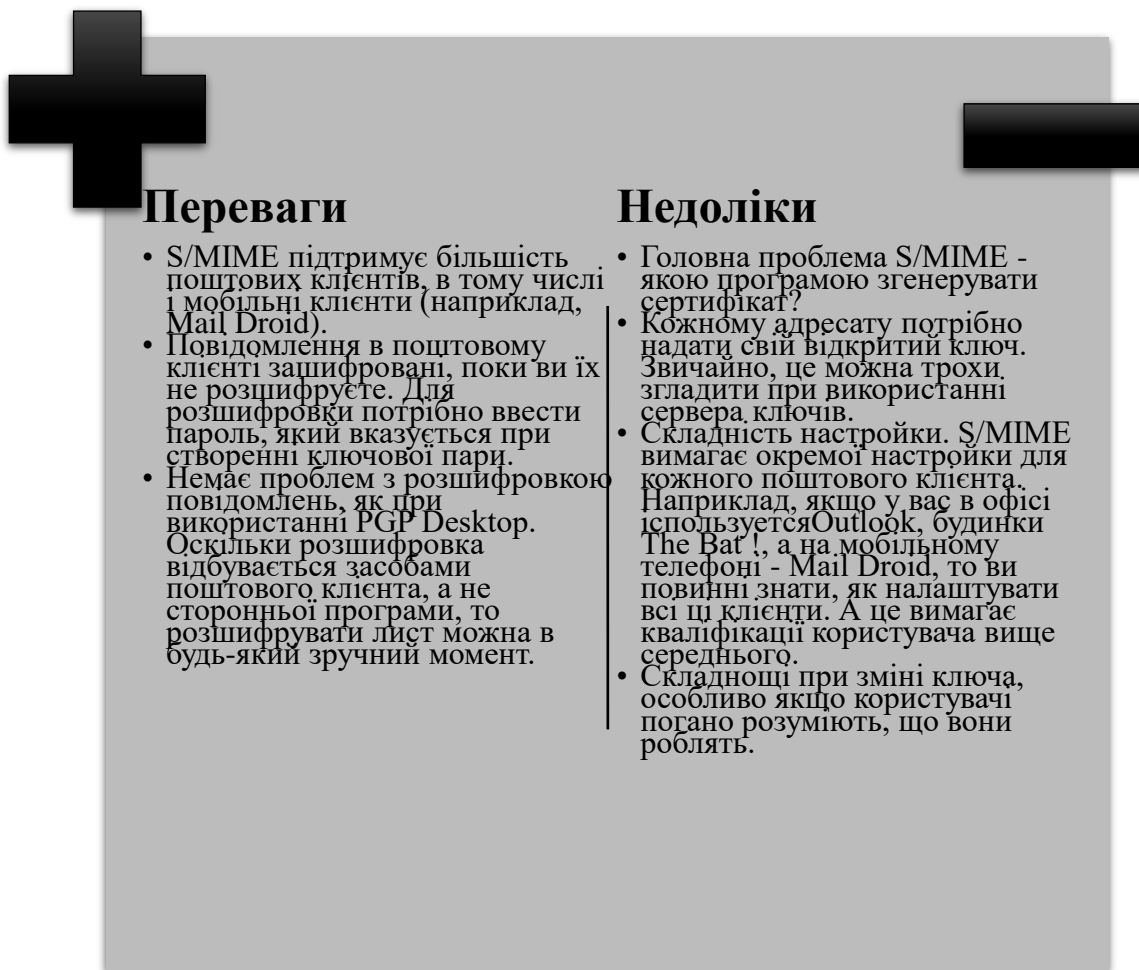 Переваги
• S/MIME підтримує більшість
поштових клієнтів, в тому числі
і мобільні клієнти (наприклад,
Mail Droid).
• Повідомлення в поштовому
клієнті зашифровані, поки ви їх
не розшифруєте. Для
розшифровки потрібно ввести
пароль, який вказується при
створенні ключової пари.
• Немає проблем з розшифровкою
повідомлень, як при
використанні PGP Desktop.
Оскільки розшифровка
відбувається засобами
поштового клієнта, а не
сторонньої програми, то
розшифрувати лист можна в
будь-який зручний момент.
Недоліки
• Головна проблема S/MIME -
якою програмою згенерувати
сертифікат?
• Кожному адресату потрібно
надати свій відкритий ключ.
Звичайно, це можна трохи
згладити при використанні
сервера ключів.
• Складність настройки. S/MIME
вимагає окремої настройки для
кожного поштового клієнта.
Наприклад, якщо у вас в офісі
іспользуетсяOutlook, будинки
The Bat !, а на мобільному
телефоні - Mail Droid, то ви
повинні знати, як налаштувати
всі ці клієнти. А це вимагає
кваліфікації користувача вище
середнього.
• Складнощі при зміні ключа,
особливо якщо користувачі
погано розуміють, що вони
роблять.